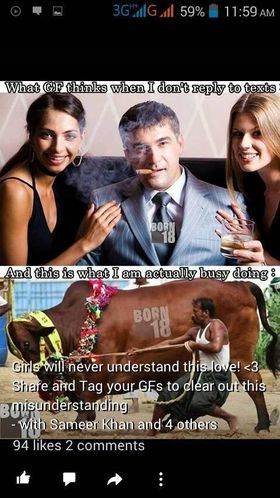 3G H+ G 59% 11:59 AM
What GF thinks when I don't reply to texts :
BORN
18
And this is what I am actually busy doing :
BORN
18
Girls will never understand this love! <3
Share and Tag your GFs to clear out this
misunderstanding
- with Sameer Khan and 4 others
94 likes 2 comments